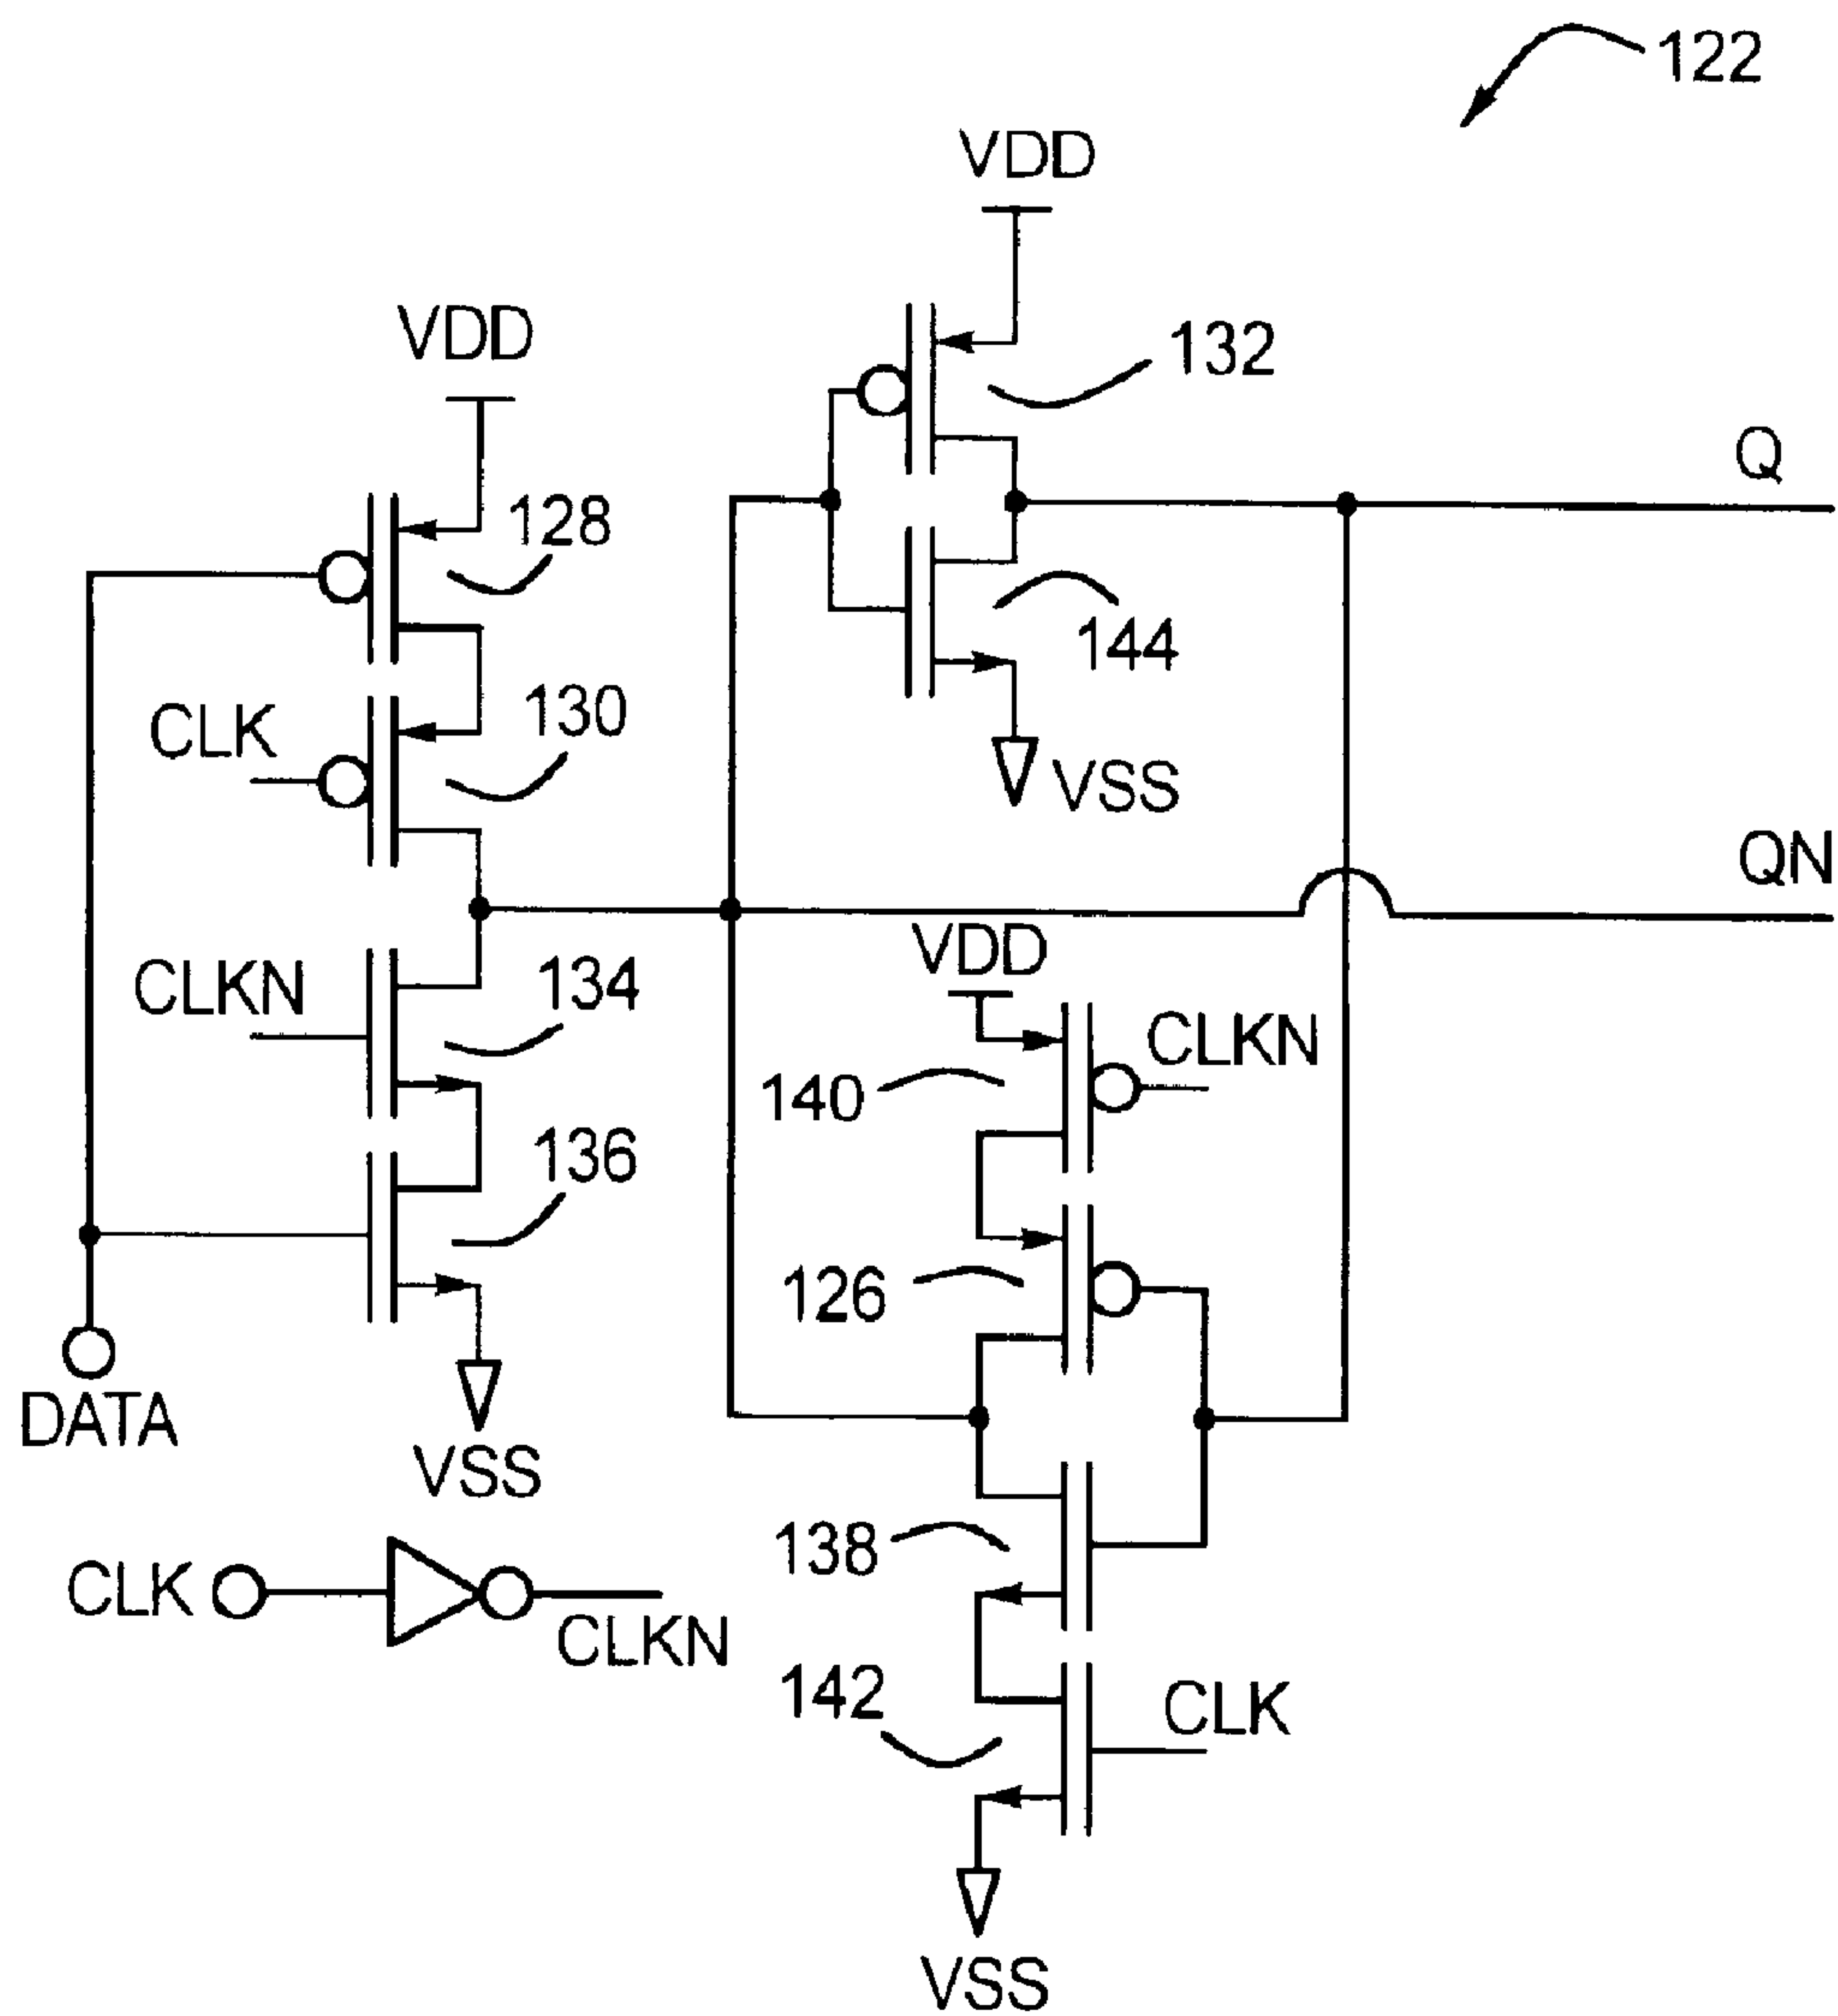 122
VDD
VDD
132
Q
128
144
130
CLK
VSS
QN
VDD
CLKN
134
CLKN
140
136
126
DATA
VSS
138
CLK
CLKN
142
CLK
VSS